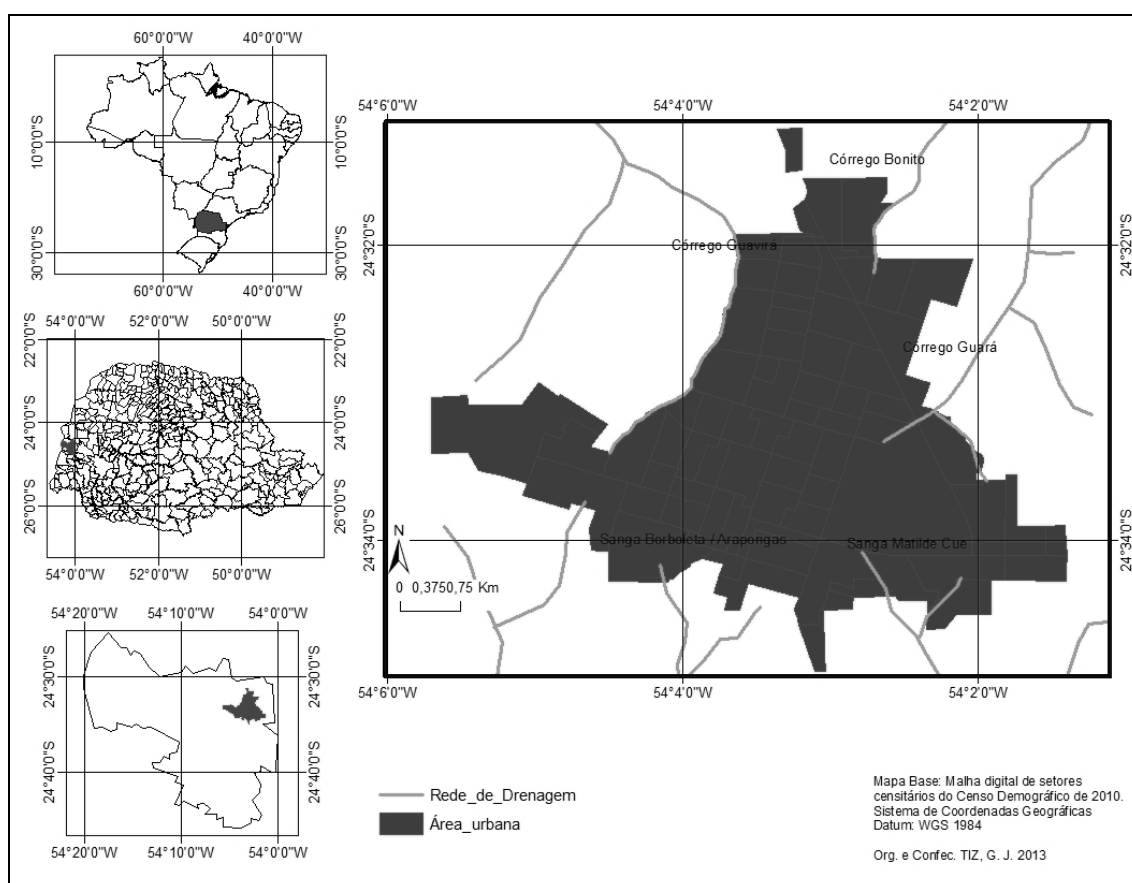 60°0'0"W 40°0'0"W
10°0'0"S 10°0'0"S
30°0'0"S 30°0'0"S
60°0'0"W 40°0'0"W
54°0'0"W 52°0'0"W 50°0'0"W
22°0'0"S 22°0'0"S
24°0'0"S 24°0'0"S
26°0'0"S 26°0'0"S
54°0'0"W 52°0'0"W 50°0'0"W
54°20'0"W 54°10'0"W 54°0'0"W
24°30'0"S 24°30'0"S
24°40'0"S 24°40'0"S
54°20'0"W 54°10'0"W 54°0'0"W
54°6'0"W 54°4'0"W 54°2'0"W
Córrego Bonito
24°32'0"S Córrego Guavirá 24°32'0"S
Córrego Guará
N
24°34'0"S Sanga Borboleta / Arapongas Sanga Matilde Cue 24°34'0"S
0 0,3750,75 Km
54°6'0"W 54°4'0"W 54°2'0"W
Rede_de_Drenagem
Área_urbana
Mapa Base: Malha digital de setores
censitários do Censo Demográfico de 2010.
Sistema de Coordenadas Geográficas
Datum: WGS 1984
Org. e Confec. TIZ, G. J. 2013